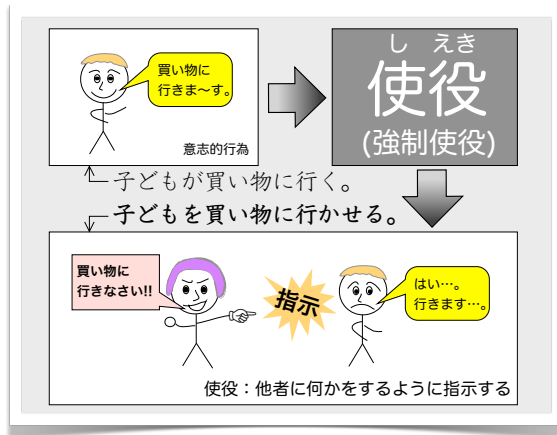 買い物に
行きま〜す。
意志的行為
し えき
使役
(強制使役)
子どもが買い物に行く。
子どもを買い物に行かせる。
買い物に
行きなさい!!
指示
はい…。
行きます…。
使役：他者に何かをするように指示する